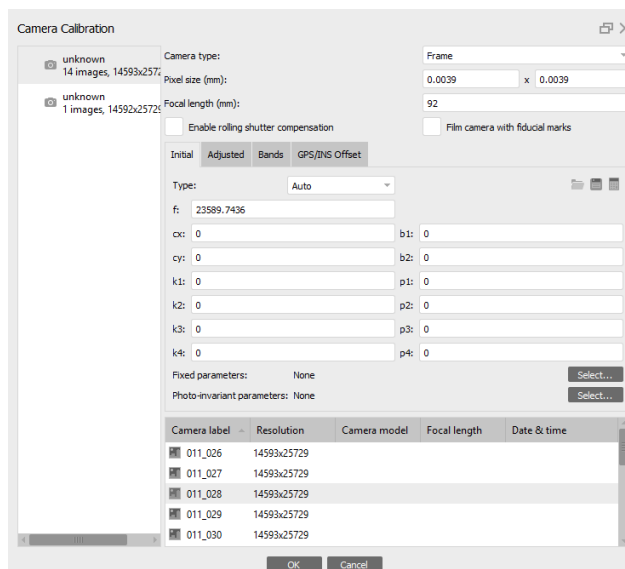 Camera Calibration
unknown
14 images, 14593x2572
unknown
1 images, 14592x25729
Camera type: Frame
Pixel size (mm): 0.0039 x 0.0039
Focal length (mm): 92
Enable rolling shutter compensation Film camera with fiducial marks
Initial Adjusted Bands GPS/INS Offset
Type: Auto
f: 23589.7436
cx: 0 b1: 0
cy: 0 b2: 0
k1: 0 p1: 0
k2: 0 p2: 0
k3: 0 p3: 0
k4: 0 p4: 0
Fixed parameters: None Select...
Photo-invariant parameters: None Select...
Camera label Resolution Camera model Focal length Date & time
011_026 14593x25729
011_027 14593x25729
011_028 14593x25729
011_029 14593x25729
011_030 14593x25729
OK Cancel